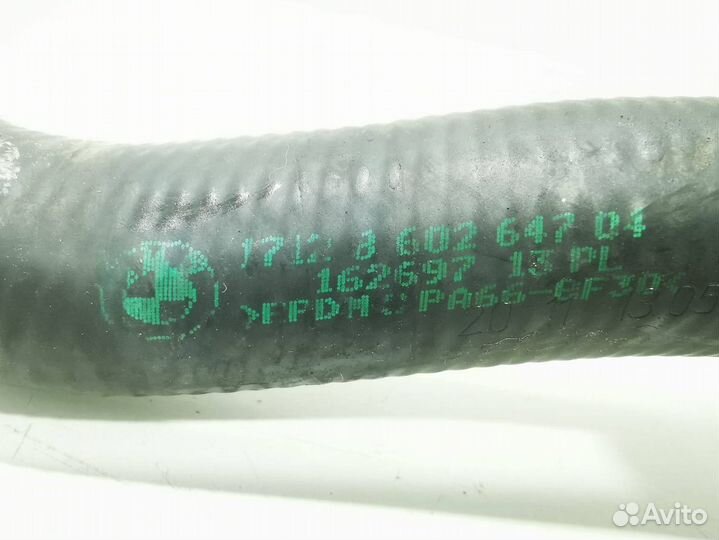 1712 8 602 647 04
162697 13 PL
>EPDM PA66-GF30<
Avito